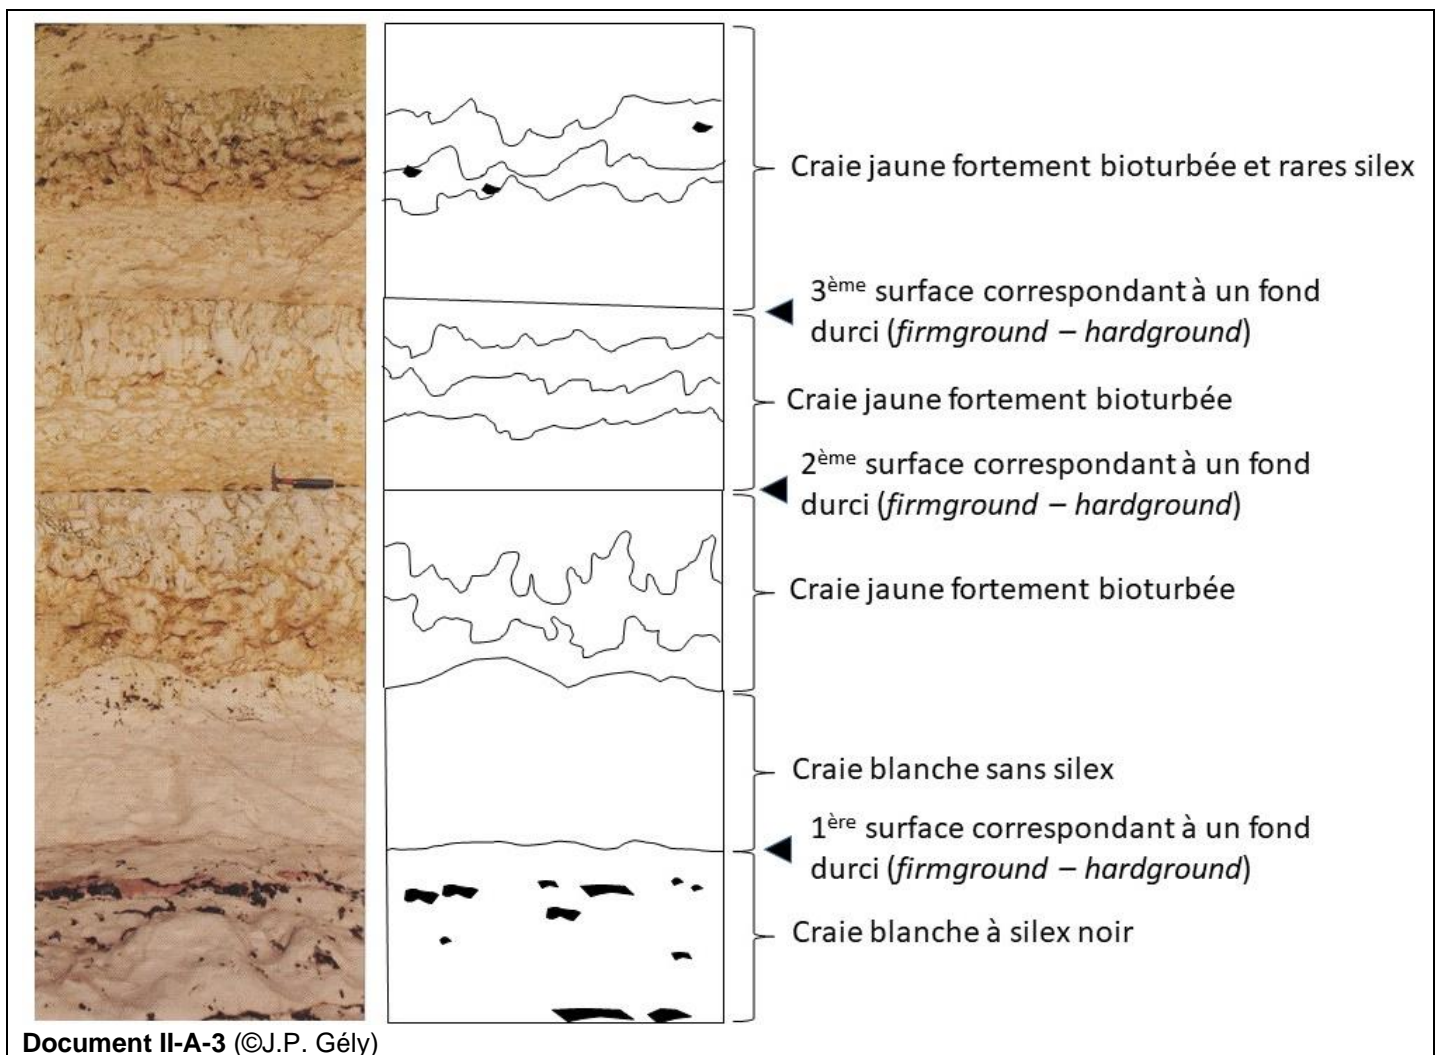 Craie jaune fortement bioturbée et rares silex
3ème surface correspondant à un fond
durci (firmground – hardground)
Craie jaune fortement bioturbée
2ème surface correspondant à un fond
durci (firmground – hardground)
Craie jaune fortement bioturbée
Craie blanche sans silex
1ère surface correspondant à un fond
durci (firmground – hardground)
Craie blanche à silex noir
Document II-A-3 (©J.P. Gély)